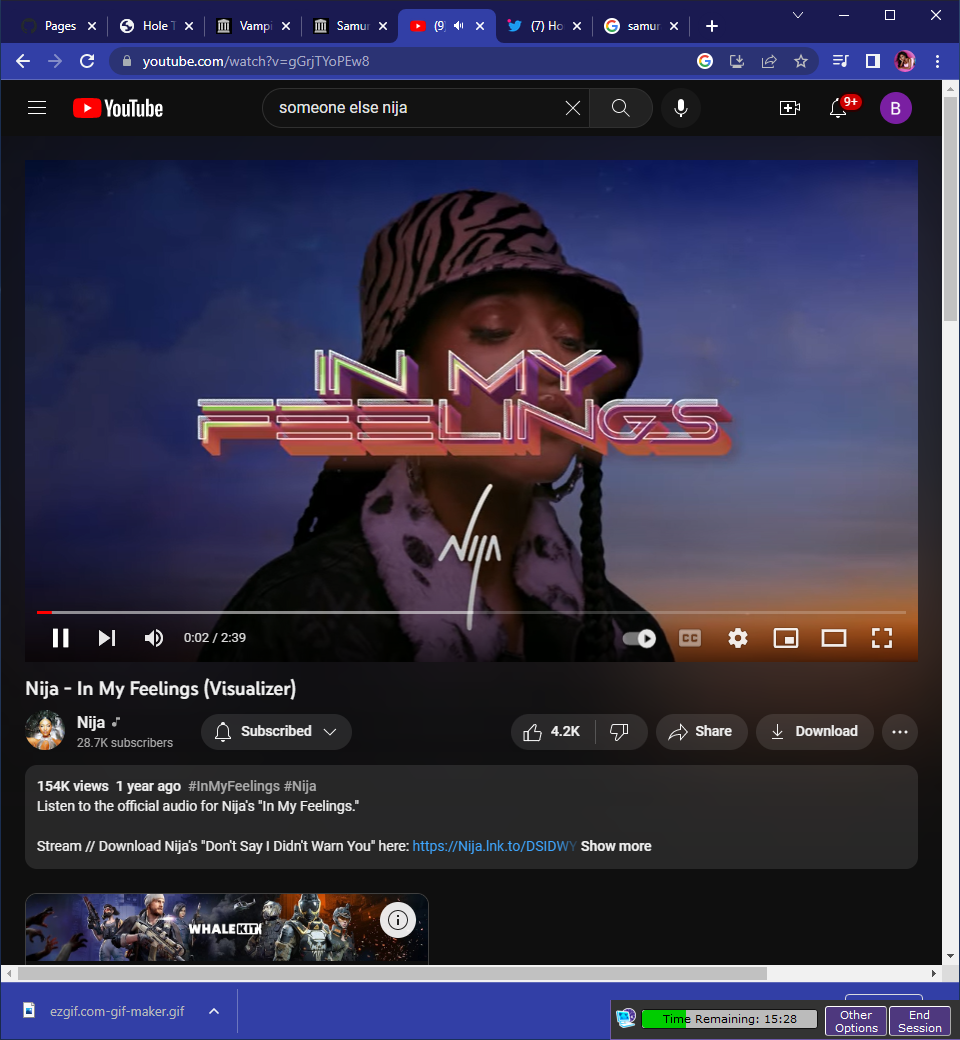 Pages
Hole T
Vampi
Samur
(9
(7) Ho
samur
youtube.com/watch?v=gGrjTYoPEw8
YouTube
someone else nija
9+
B
IN MY
FEELINGS
NIJA
0:02 / 2:39
CC
Nija - In My Feelings (Visualizer)
Nija
28.7K subscribers
Subscribed
4.2K
Share
Download
154K views 1 year ago #InMyFeelings #Nija
Listen to the official audio for Nija's "In My Feelings."
Stream // Download Nija's "Don't Say I Didn't Warn You" here: https://Nija.lnk.to/DSIDWY Show more
WHALEKIT
ezgif.com-gif-maker.gif
Time Remaining: 15:28
Other
Options
End
Session